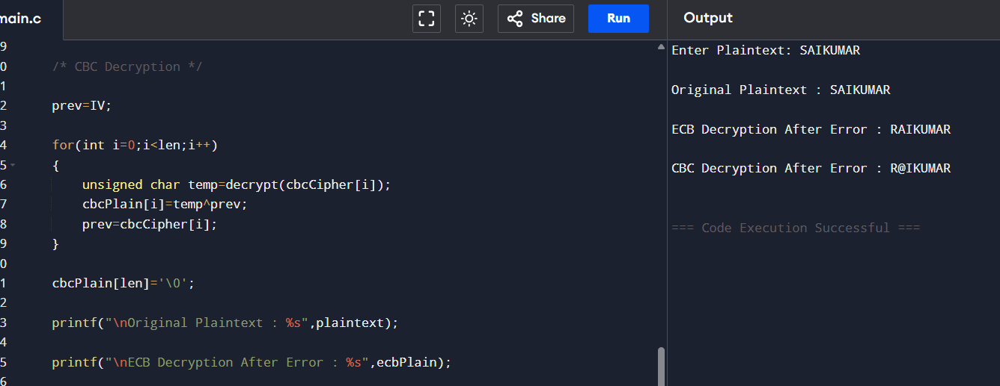 main.c
Share
Run
Output
9
0 /* CBC Decryption */
1
2 prev=IV;
3
4 for(int i=0;i<len;i++)
5 {
6 unsigned char temp=decrypt(cbcCipher[i]);
7 cbcPlain[i]=temp^prev;
8 prev=cbcCipher[i];
9 }
0
1 cbcPlain[len]='\0';
2
3 printf("\nOriginal Plaintext : %s",plaintext);
4
5 printf("\nECB Decryption After Error : %s",ecbPlain);
6
Enter Plaintext: SAIKUMAR
Original Plaintext : SAIKUMAR
ECB Decryption After Error : RAIKUMAR
CBC Decryption After Error : R@IKUMAR
=== Code Execution Successful ===